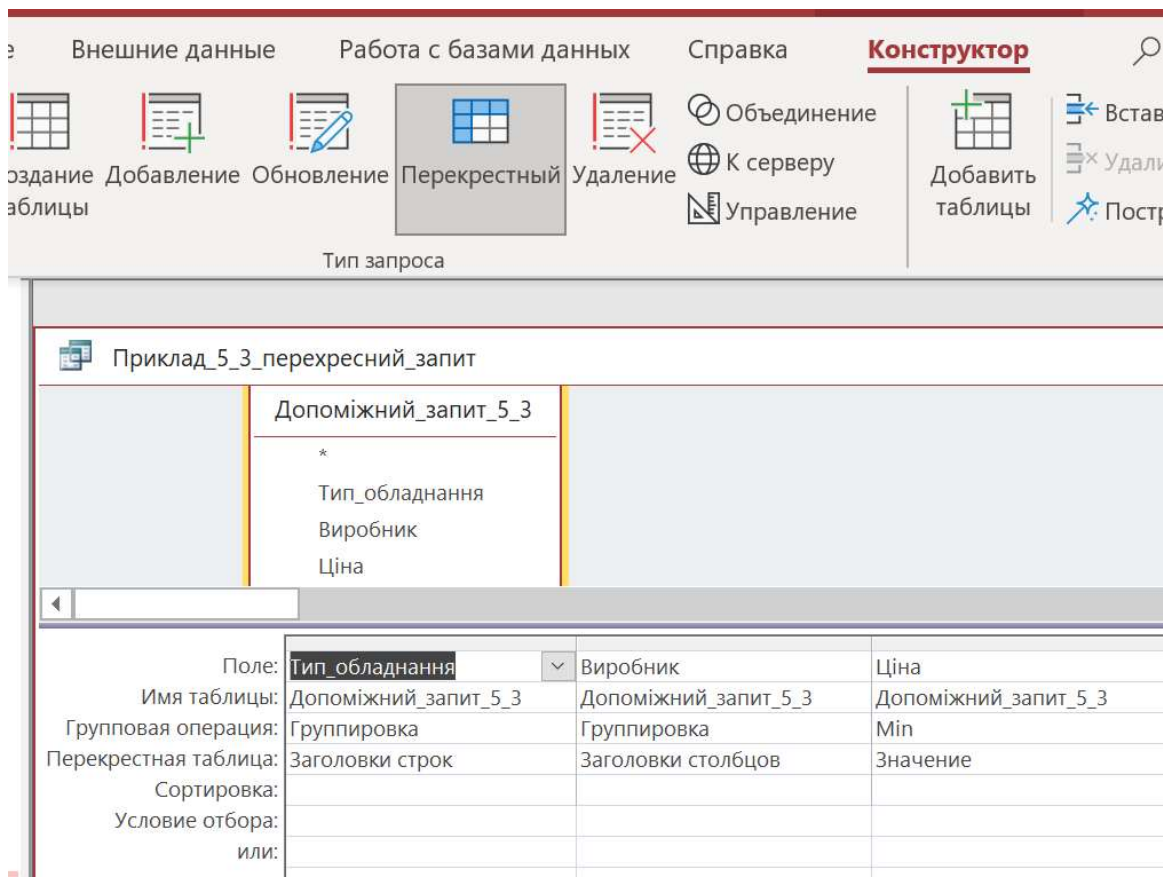 е Внешние данные Работа с базами данных Справка Конструктор
оздание Добавление Обновление Перекрестный Удаление Объединение Добавить Встав
аблицы К серверу таблицы Удали
Управление Постр
Тип запроса
Приклад_5_3_перехресний_запит
Допоміжний_запит_5_3
*
Тип_обладнання
Виробник
Ціна
Поле: Тип_обладнання Виробник Ціна
Имя таблицы: Допоміжний_запит_5_3 Допоміжний_запит_5_3 Допоміжний_запит_5_3
Групповая операция: Группировка Группировка Min
Перекрестная таблица: Заголовки строк Заголовки столбцов Значение
Сортировка:
Условие отбора:
или: